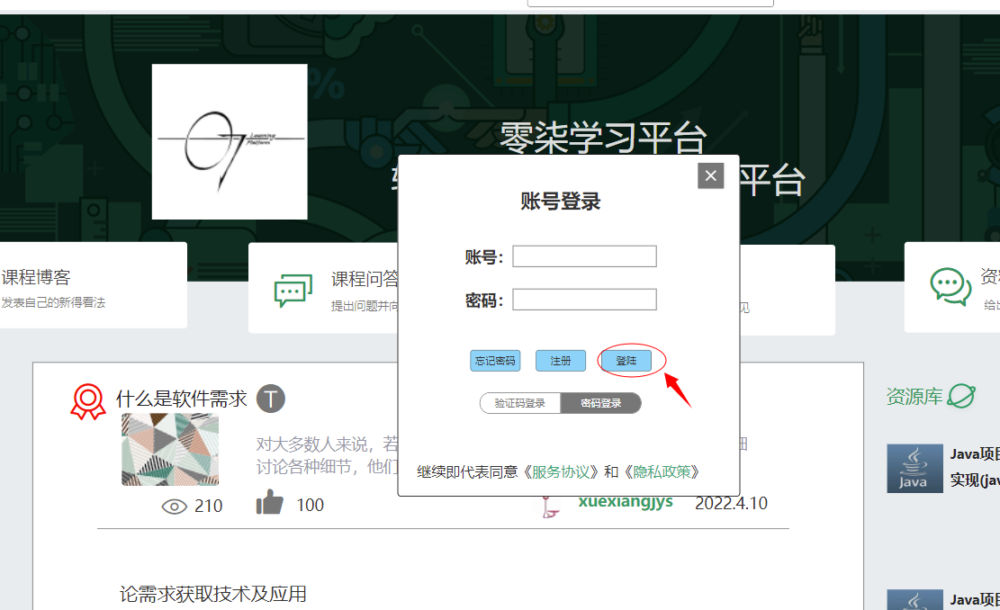 %
Learning
Platform
零柒学习平台
平台
账号登录
账号：
密码：
忘记密码 注册 登陆
验证码登录 密码登录
继续即代表同意《服务协议》和《隐私政策》
课程博客
发表自己的新得看法
课程问答
提出问题并向
见
资料
给出
什么是软件需求 T
对大多数人来说，若
细
讨论各种细节，他们
210 100 xuexiangjys 2022.4.10
论需求获取技术及应用
资源库
Java
Java项目
实现(jav
Java项目